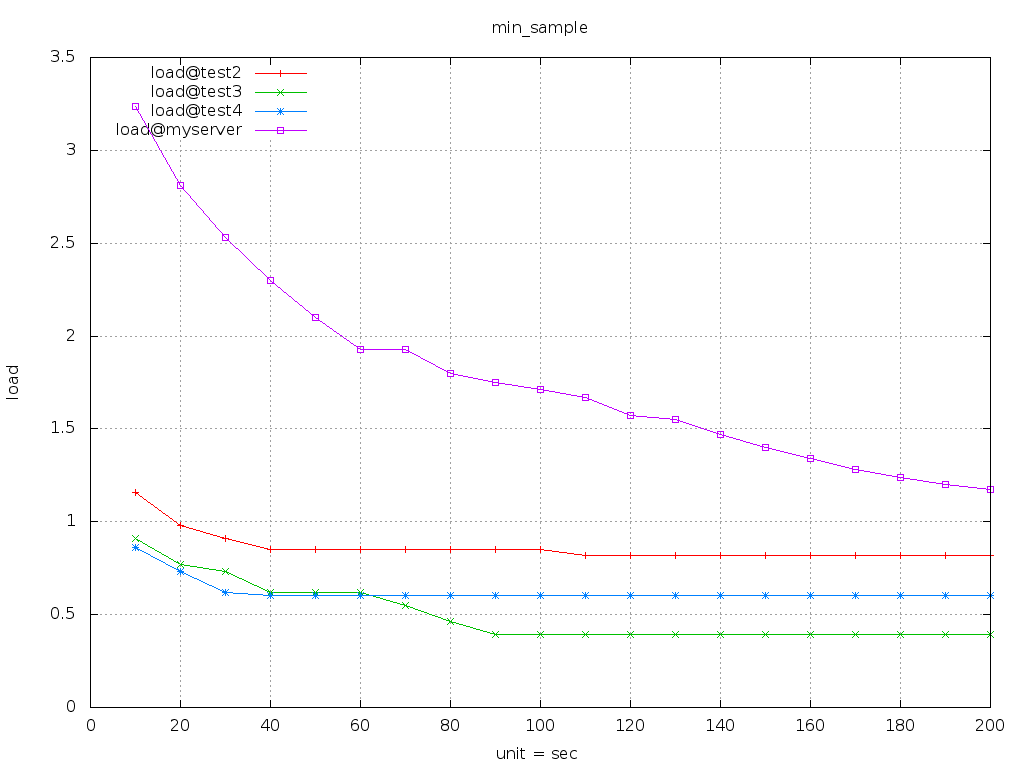 min_sample
3.5
load@test2
load@test3
load@test4
load@myserver
3
2.5
2
load
1.5
1
0.5
0
0 20 40 60 80 100 120 140 160 180 200
unit = sec